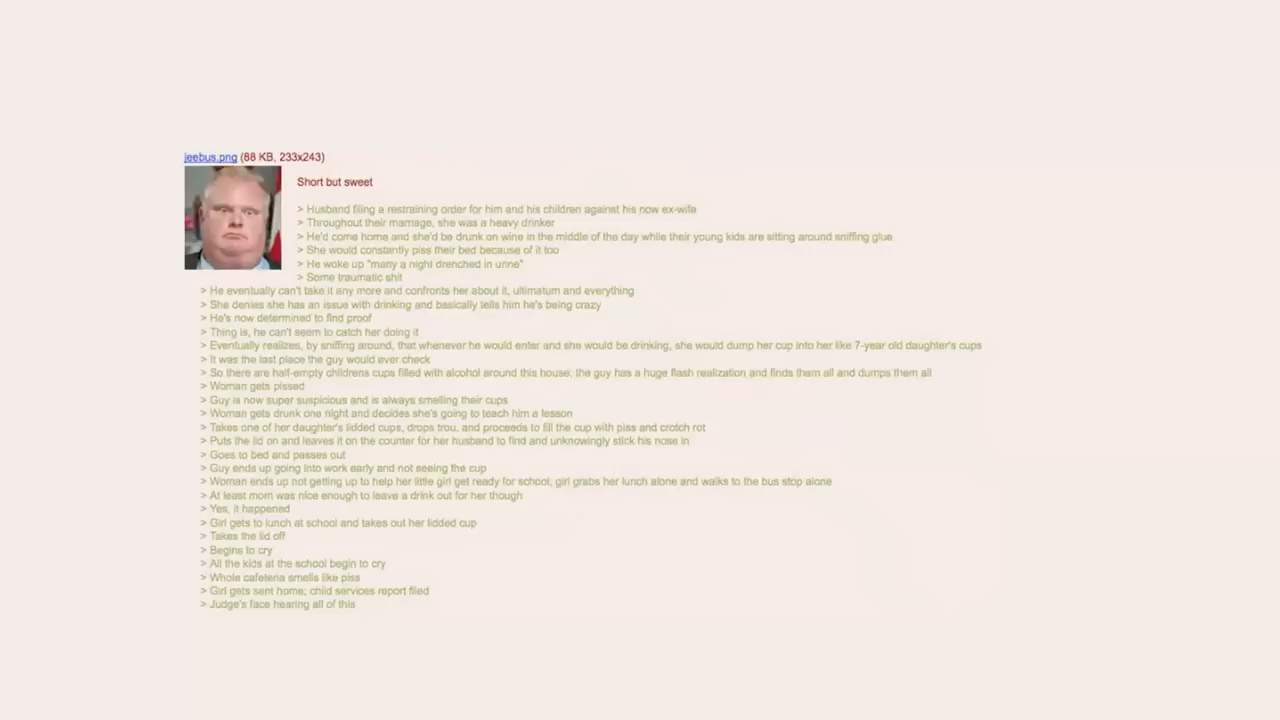 jeebus.png (88 KB, 233x243)
Short but sweet
> Husband filing a restraining order for him and his children against his now ex-wife
> Throughout their marriage, she was a heavy drinker
> He'd come home and she'd be drunk on wine in the middle of the day while their young kids are sitting around sniffing glue
> She would constantly piss their bed because of it too
> He woke up "many a night drenched in urine"
> Some traumatic shit
> He eventually can't take it any more and confronts her about it, ultimatum and everything
> She denies she has an issue with drinking and basically tells him he's being crazy
> He's now determined to find proof
> Thing is, he can't seem to catch her doing it
> Eventually realizes, by sniffing around, that whenever he would enter and she would be drinking, she would dump her cup into her like 7-year old daughter's cups
> It was the last place the guy would ever check
> So there are half-empty childrens cups filled with alcohol around this house; the guy has a huge flash realization and finds them all and dumps them all
> Woman gets pissed
> Guy is now super suspicious and is always smelling their cups
> Woman gets drunk one night and decides she's going to teach him a lesson
> Takes one of her daughter's lidded cups, drops trou, and proceeds to fill the cup with piss and crotch rot
> Puts the lid on and leaves it on the counter for her husband to find and unknowingly stick his nose in
> Goes to bed and passes out
> Guy ends up going into work early and not seeing the cup
> Woman ends up not getting up to help her little girl get ready for school, girl grabs her lunch alone and walks to the bus stop alone
> At least mom was nice enough to leave a drink out for her though
> Yes, it happened
> Girl gets to lunch at school and takes out her lidded cup
> Takes the lid off
> Begins to cry
> All the kids at the school begin to cry
> Whole cafeteria smells like piss
> Girl gets sent home; child services report filed
> Judge's face hearing all of this